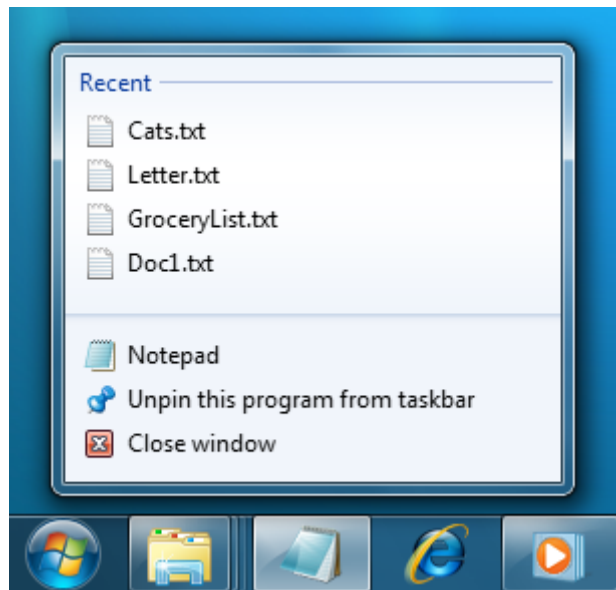 Recent
Cats.txt
Letter.txt
GroceryList.txt
Doc1.txt
Notepad
Unpin this program from taskbar
Close window